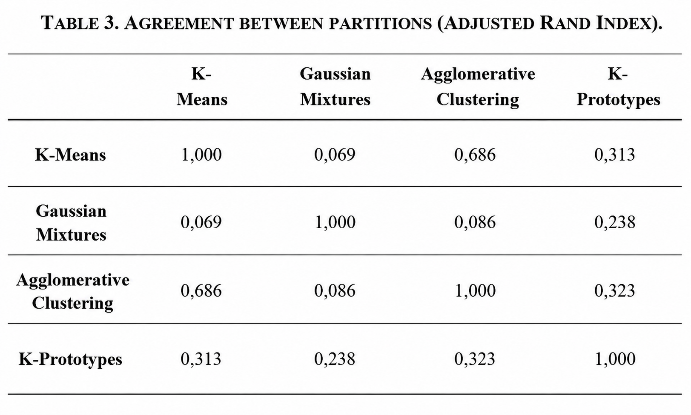 TABLE 3. AGREEMENT BETWEEN PARTITIONS (ADJUSTED RAND INDEX).
K- Gaussian Agglomerative K-
Means Mixtures Clustering Prototypes
K-Means 1,000 0,069 0,686 0,313
Gaussian
Mixtures 0,069 1,000 0,086 0,238
Agglomerative
Clustering 0,686 0,086 1,000 0,323
K-Prototypes 0,313 0,238 0,323 1,000